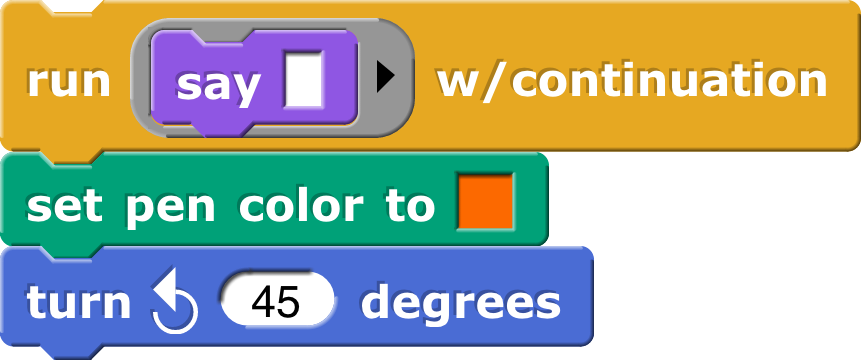 run say w/continuation
set pen color to
turn 45 degrees